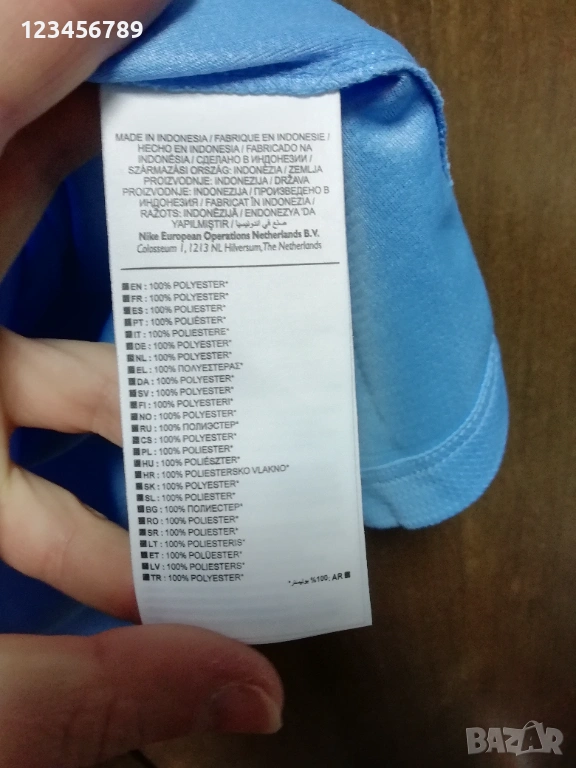 123456789
MADE IN INDONESIA / FABRIQUE EN INDONESIE /
HECHO EN INDONESIA / FABRICADO NA
INDONÉSIA / СДЕЛАНО В ИНДОНЕЗИИ /
SZÁRMAZÁSI ORSZÁG: INDONÉZIA / ZEMLJA
PROIZVODNJE: INDONEZIJA / DRŽAVA
PROIZVODNJE: INDONEZIJA / ПРОИЗВЕДЕНО В
ИНДОНЕЗИЯ / FABRICAT ÎN INDONEZIA /
RAŽOTS: INDONĒZIJĀ / ENDONEZYA'DA
YAPILMIŞTIR / صنع في اندونيسيا
Nike European Operations Netherlands B.V.
Colosseum 1, 1213 NL Hilversum, The Netherlands
EN : 100% POLYESTER*
FR : 100% POLYESTER*
ES : 100% POLIÉSTER*
PT : 100% POLIÉSTER*
IT : 100% POLIESTERE*
DE : 100% POLYESTER*
NL : 100% POLYESTER*
EL : 100% ΠΟΛΥΕΣΤΕΡΑΣ*
DA : 100% POLYESTER*
SV : 100% POLYESTER*
FI : 100% POLYESTERI*
NO : 100% POLYESTER*
RU : 100% ПОЛИЭСТЕР*
CS : 100% POLYESTER*
PL : 100% POLIESTER*
HU : 100% POLIÉSZTER*
HR : 100% POLIESTERSKO VLAKNO*
SK : 100% POLYESTER*
SL : 100% POLIESTER*
BG : 100% ПОЛИЕСТЕР*
RO : 100% POLIESTER*
SR : 100% POLIESTER*
LT : 100% POLIESTERIS*
ET : 100% POLÜESTER*
LV : 100% POLIESTERS*
TR : 100% POLYESTER* AR : 100% بوليستر*
BAZAR